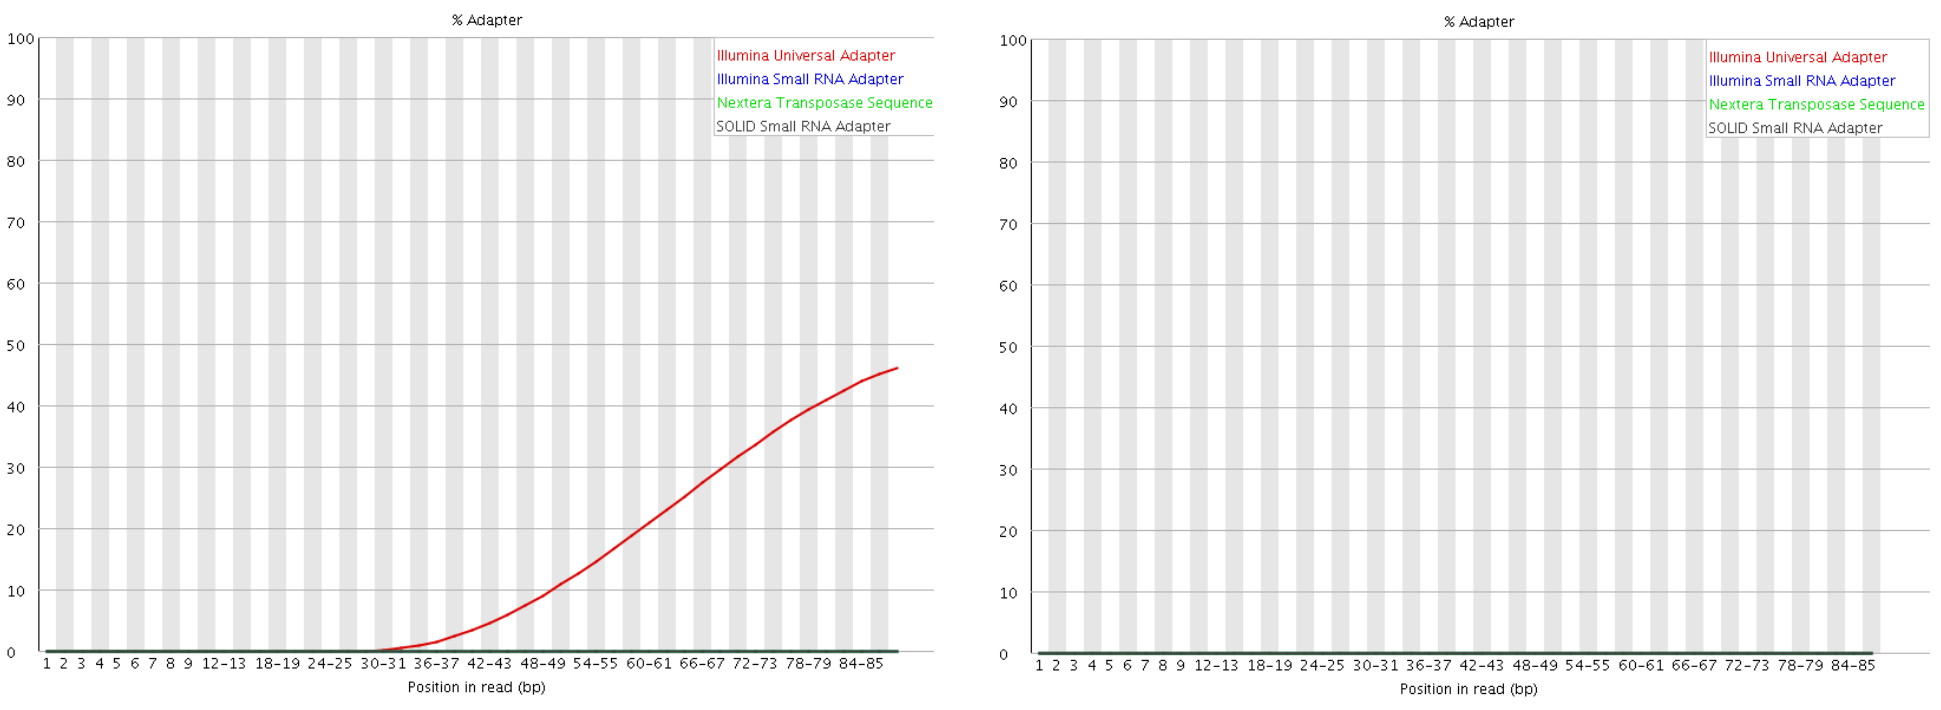 % Adapter
100
90
80
70
60
50
40
30
20
10
0
Illumina Universal Adapter
Illumina Small RNA Adapter
Nextera Transposase Sequence
SOLID Small RNA Adapter
1 2 3 4 5 6 7 8 9 12-13 18-19 24-25 30-31 36-37 42-43 48-49 54-55 60-61 66-67 72-73 78-79 84-85
Position in read (bp)
% Adapter
100
90
80
70
60
50
40
30
20
10
0
Illumina Universal Adapter
Illumina Small RNA Adapter
Nextera Transposase Sequence
SOLID Small RNA Adapter
1 2 3 4 5 6 7 8 9 12-13 18-19 24-25 30-31 36-37 42-43 48-49 54-55 60-61 66-67 72-73 78-79 84-85
Position in read (bp)